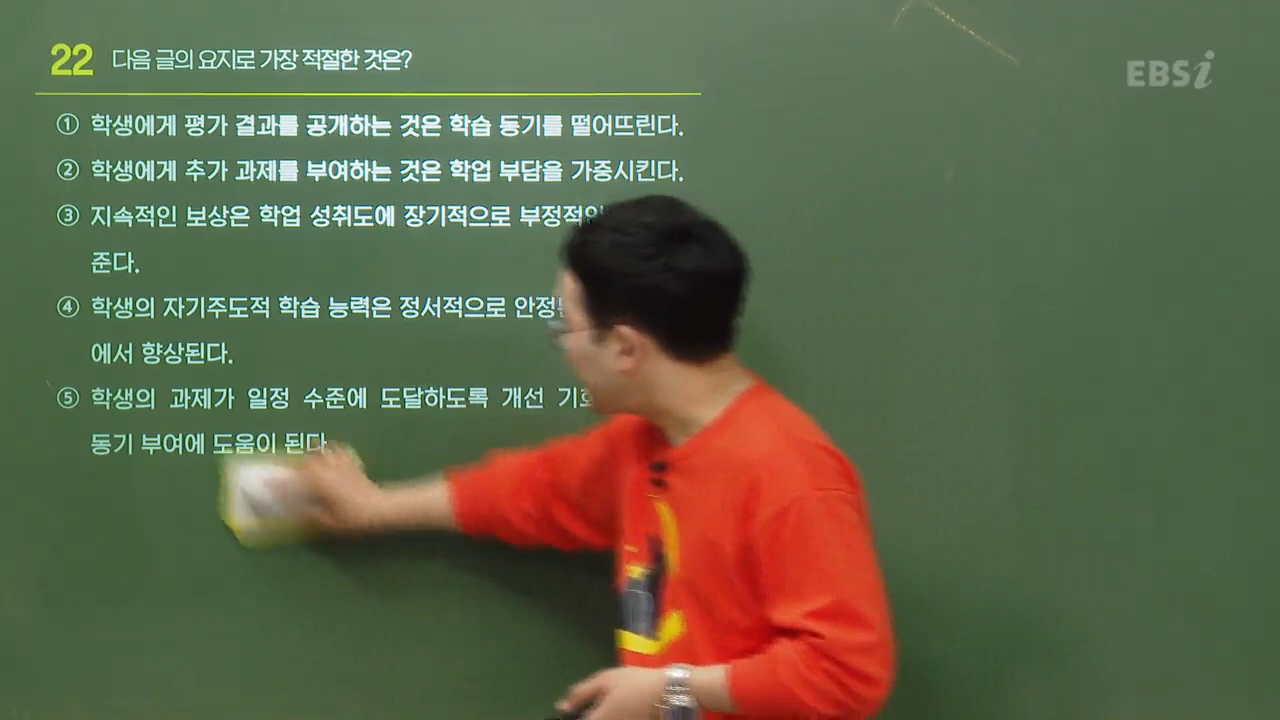 22 다음 글의 요지로 가장 적절한 것은?
EBSi
① 학생에게 평가 결과를 공개하는 것은 학습 동기를 떨어뜨린다.
② 학생에게 추가 과제를 부여하는 것은 학업 부담을 가중시킨다.
③ 지속적인 보상은 학업 성취도에 장기적으로
준다.
④ 학생의 자기주도적 학습 능력은 정서적으로
에서 향상된다.
⑤ 학생의 과제가 일정 수준에 도달하도록 개선
동기 부여에 도움이 된다.